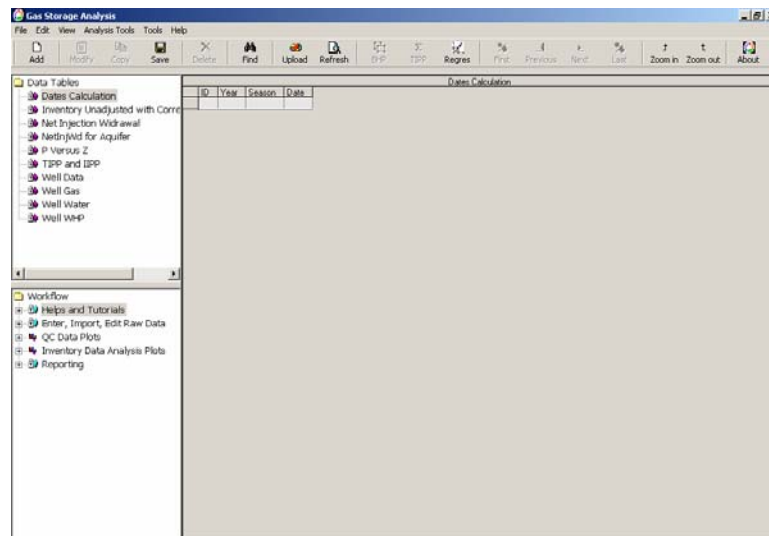 Gas Storage Analysis
File Edit View Analysis Tools Tools Help
Add Modify Copy Save Delete Find Upload Refresh BHP TIPP Regres First Previous Next Last Zoom in Zoom out About
Data Tables
Dates Calculation
Inventory Unadjusted with Corre
Net Injection Widrawal
NetInjWd for Aquifer
P Versus Z
TIPP and IIPP
Well Data
Well Gas
Well Water
Well WHP
Dates Calculation
ID Year Season Date
Workflow
Helps and Tutorials
Enter, Import, Edit Raw Data
QC Data Plots
Inventory Data Analysis Plots
Reporting